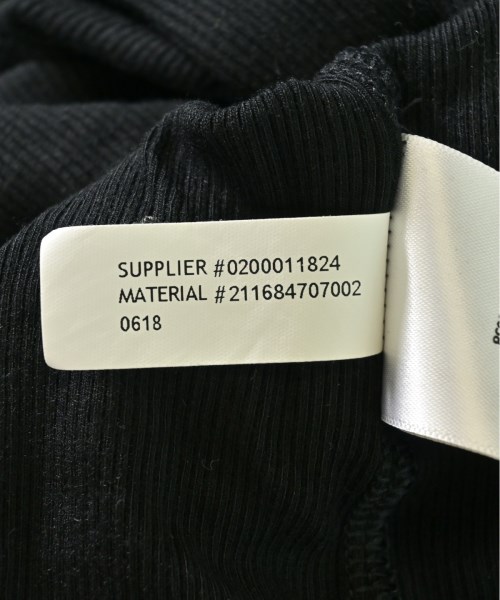 SUPPLIER #0200011824
MATERIAL #211684707002
0618